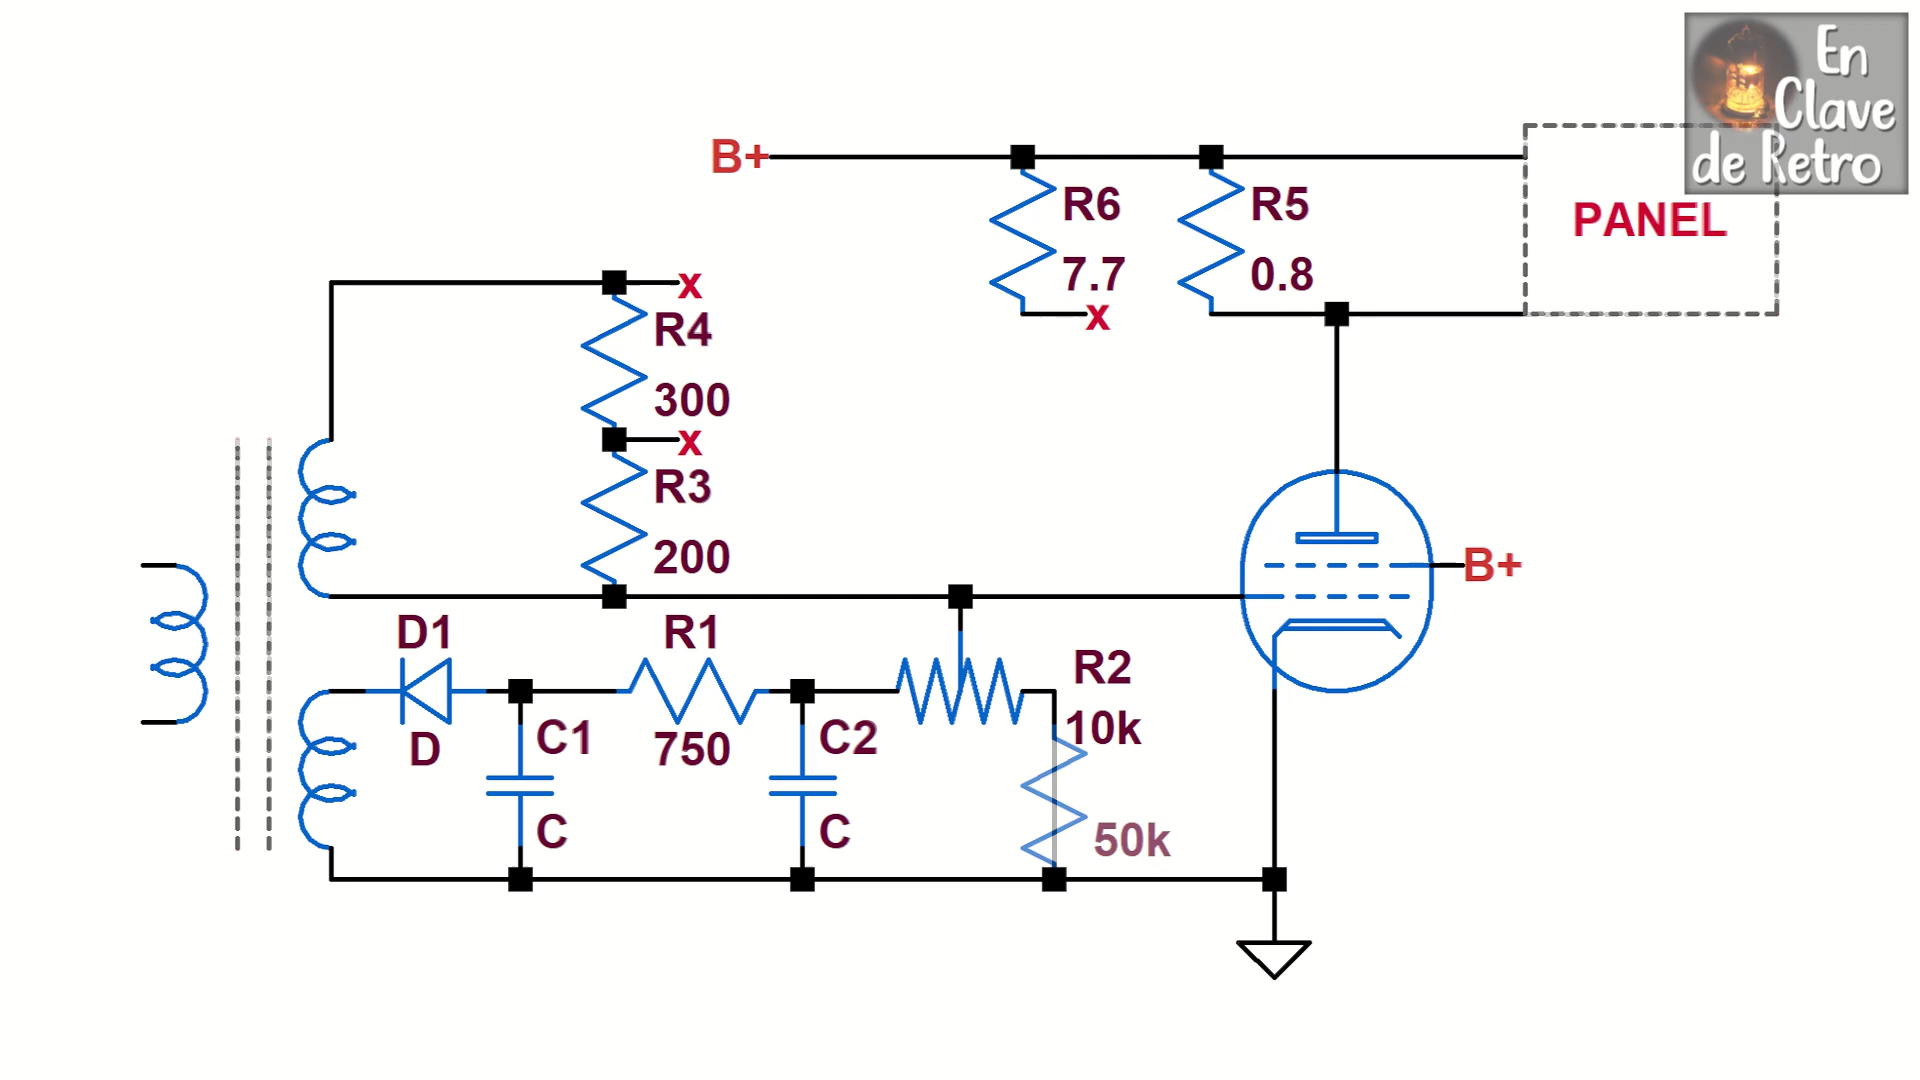 En
Clave
de Retro
B+
R6
7.7
R5
0.8
PANEL
x
x
R4
300
x
R3
200
B+
D1
D
R1
750
C1
C
C2
C
R2
10k
50k